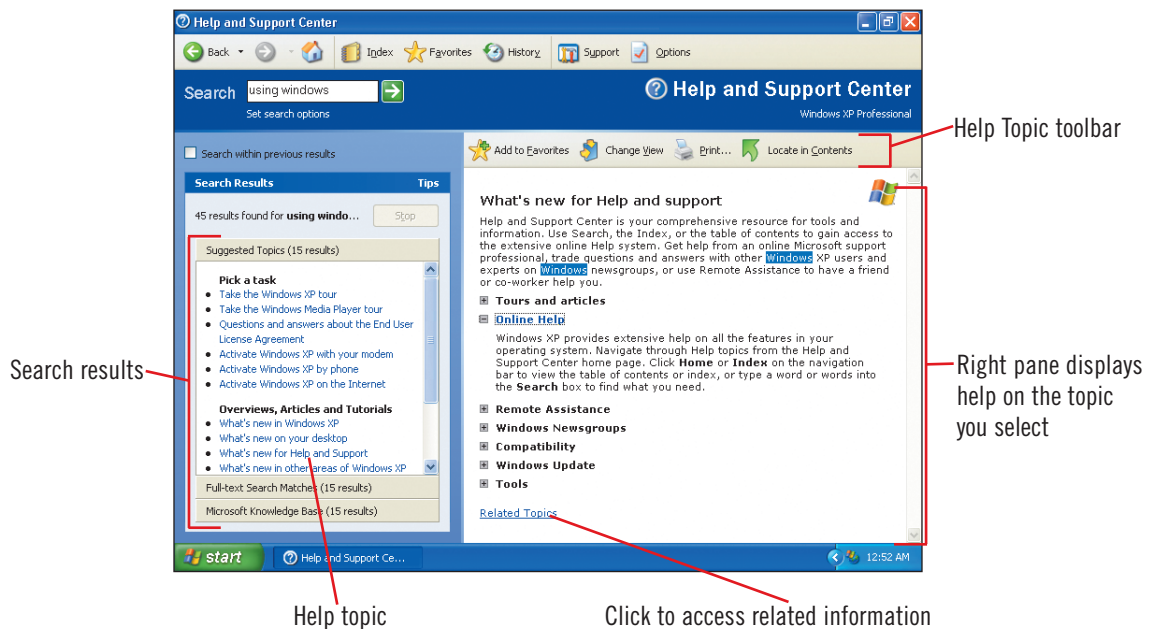 Help and Support Center
Back
Index
Favorites
History
Support
Options
Search
using windows
Set search options
Help and Support Center
Windows XP Professional
Search within previous results
Search Results
Tips
45 results found for using windo...
Stop
Suggested Topics (15 results)
Pick a task
Take the Windows XP tour
Take the Windows Media Player tour
Questions and answers about the End User
License Agreement
Activate Windows XP with your modem
Activate Windows XP by phone
Activate Windows XP on the Internet
Overviews, Articles and Tutorials
What's new in Windows XP
What's new on your desktop
What's new for Help and Support
What's new in other areas of Windows XP
Full-text Search Matches (15 results)
Microsoft Knowledge Base (15 results)
Add to Favorites
Change View
Print...
Locate in Contents
What's new for Help and support
Help and Support Center is your comprehensive resource for tools and
information. Use Search, the Index, or the table of contents to gain access to
the extensive online Help system. Get help from an online Microsoft support
professional, trade questions and answers with other Windows XP users and
experts on Windows newsgroups, or use Remote Assistance to have a friend
or co-worker help you.
Tours and articles
Online Help
Windows XP provides extensive help on all the features in your
operating system. Navigate through Help topics from the Help and
Support Center home page. Click Home or Index on the navigation
bar to view the table of contents or index, or type a word or words into
the Search box to find what you need.
Remote Assistance
Windows Newsgroups
Compatibility
Windows Update
Tools
Related Topics
start
Help and Support Ce...
12:52 AM
Help Topic toolbar
Search results
Right pane displays
help on the topic
you select
Help topic
Click to access related information